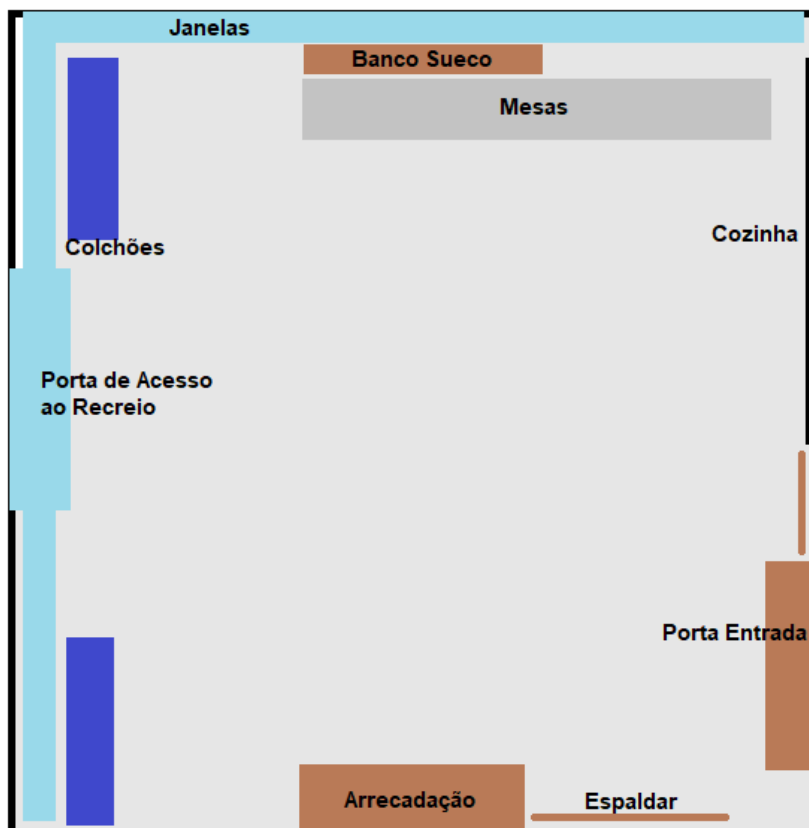 Janelas
Banco Sueco
Mesas
Cozinha
Colchões
Porta de Acesso
ao Recreio
Porta Entrada
Arrecadação
Espaldar